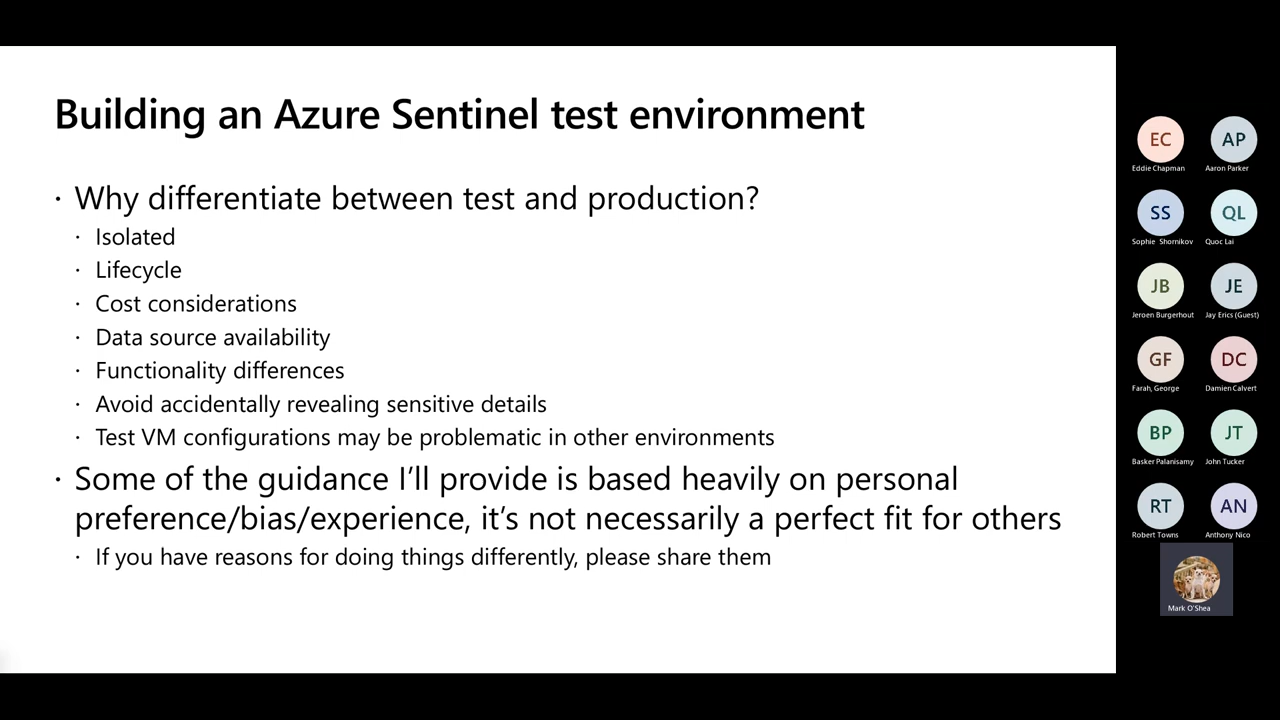 Building an Azure Sentinel test environment
· Why differentiate between test and production?
· Isolated
· Lifecycle
· Cost considerations
· Data source availability
· Functionality differences
· Avoid accidentally revealing sensitive details
· Test VM configurations may be problematic in other environments
· Some of the guidance I’ll provide is based heavily on personal
preference/bias/experience, it’s not necessarily a perfect fit for others
· If you have reasons for doing things differently, please share them
EC AP
Eddie Chapman Aaron Parker
SS QL
Sophie Shornikov Quoc Lai
JB JE
Jeroen Burgerhout Jay Erics (Guest)
GF DC
Farah, George Damien Calvert
BP JT
Basker Palanisamy John Tucker
RT AN
Robert Towns Anthony Nico
Mark O'Shea